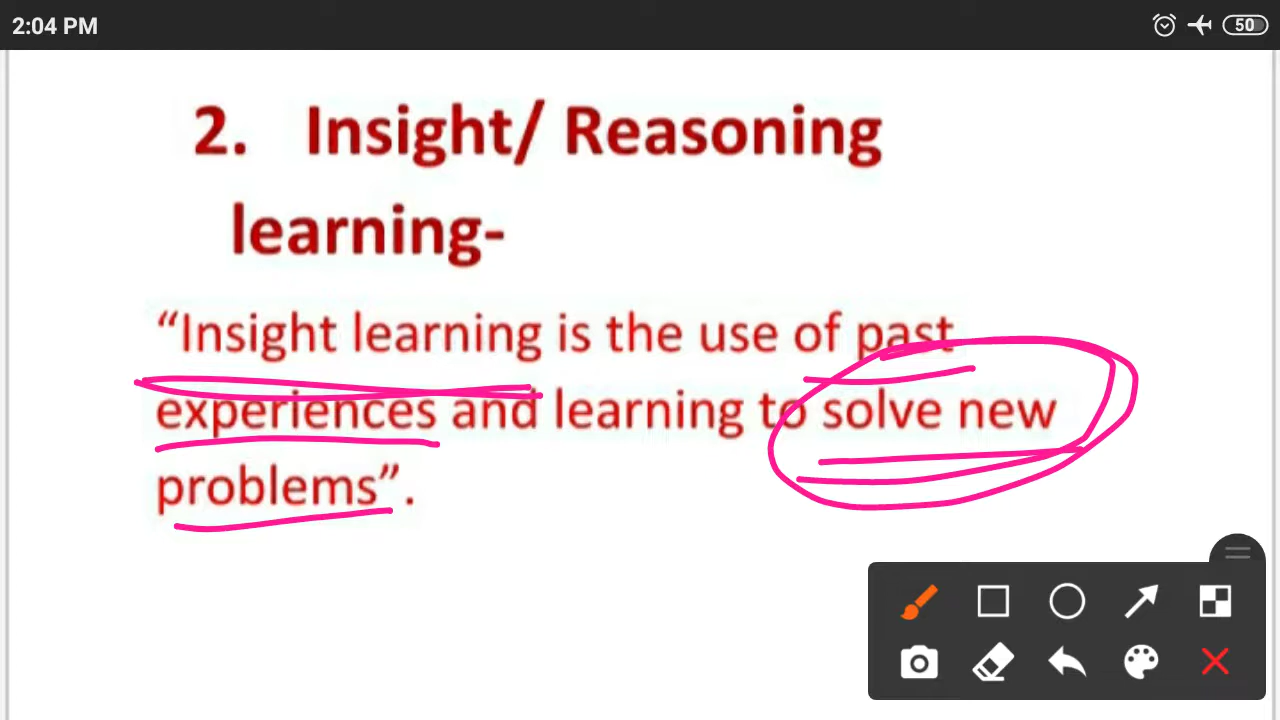 2:04 PM
50
2. Insight/ Reasoning
learning-
“Insight learning is the use of past
experiences and learning to solve new
problems”.